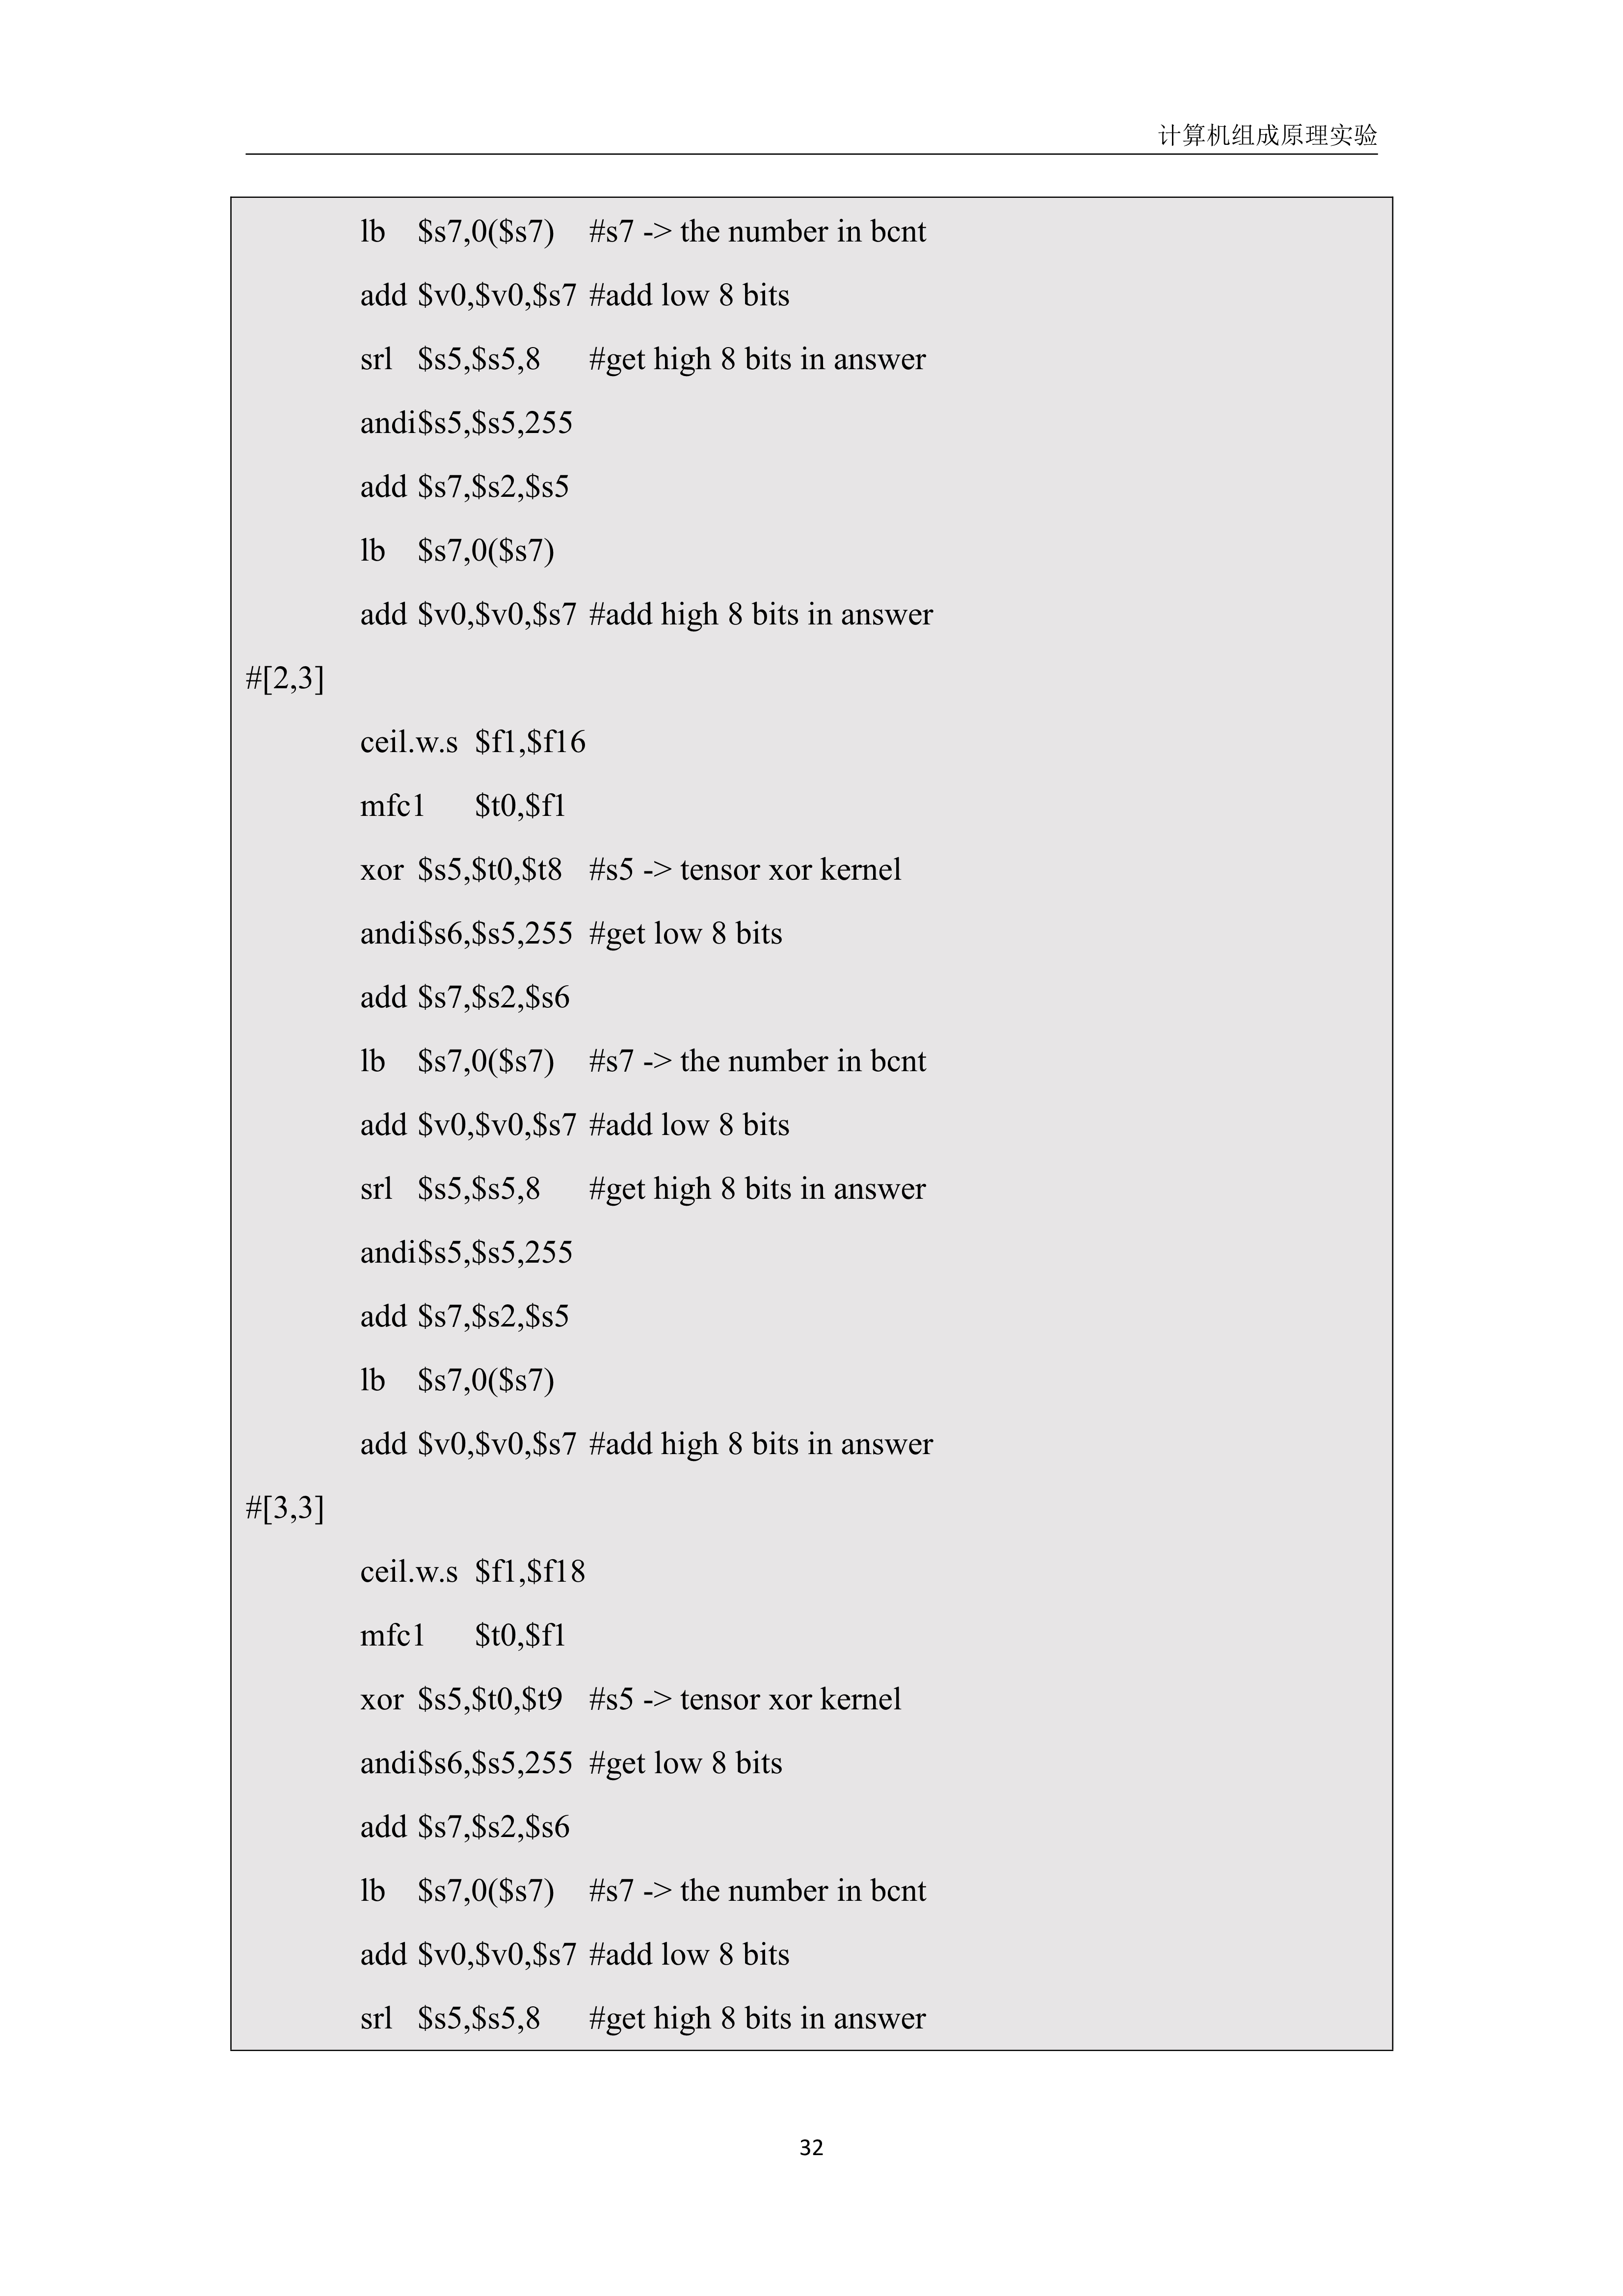 计算机组成原理实验
lb $s7,0($s7) #s7 -> the number in bcnt
add $v0,$v0,$s7 #add low 8 bits
srl $s5,$s5,8 #get high 8 bits in answer
andi$s5,$s5,255
add $s7,$s2,$s5
lb $s7,0($s7)
add $v0,$v0,$s7 #add high 8 bits in answer
#[2,3]
ceil.w.s $f1,$f16
mfc1 $t0,$f1
xor $s5,$t0,$t8 #s5 -> tensor xor kernel
andi$s6,$s5,255 #get low 8 bits
add $s7,$s2,$s6
lb $s7,0($s7) #s7 -> the number in bcnt
add $v0,$v0,$s7 #add low 8 bits
srl $s5,$s5,8 #get high 8 bits in answer
andi$s5,$s5,255
add $s7,$s2,$s5
lb $s7,0($s7)
add $v0,$v0,$s7 #add high 8 bits in answer
#[3,3]
ceil.w.s $f1,$f18
mfc1 $t0,$f1
xor $s5,$t0,$t9 #s5 -> tensor xor kernel
andi$s6,$s5,255 #get low 8 bits
add $s7,$s2,$s6
lb $s7,0($s7) #s7 -> the number in bcnt
add $v0,$v0,$s7 #add low 8 bits
srl $s5,$s5,8 #get high 8 bits in answer
32